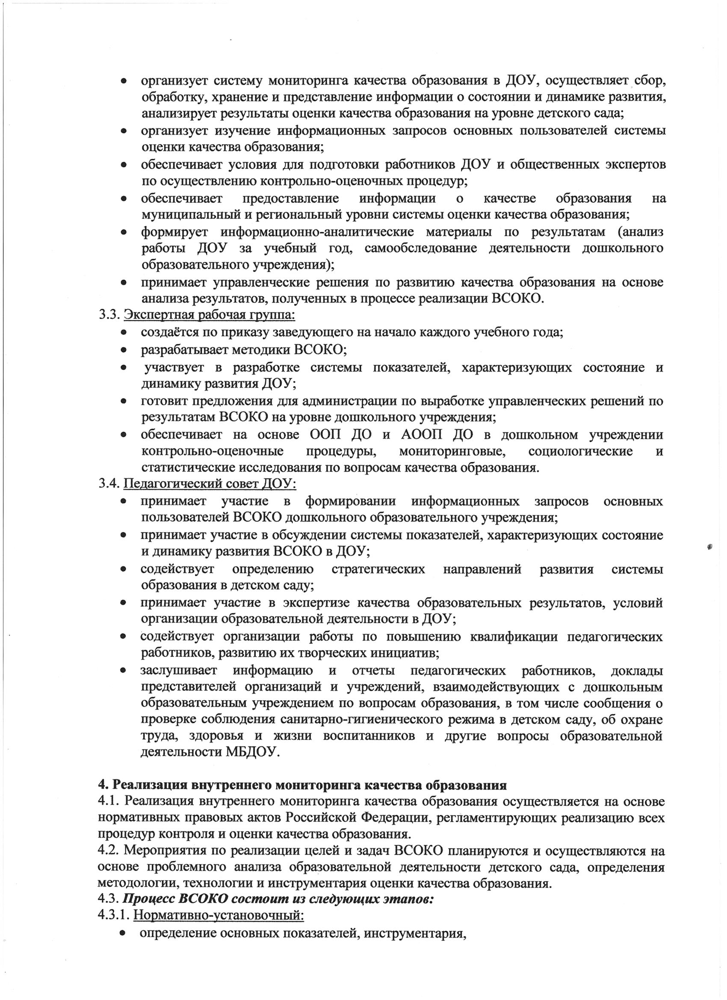 • организует систему мониторинга качества образования в ДОУ, осуществляет сбор,
обработку, хранение и представление информации о состоянии и динамике развития,
анализирует результаты оценки качества образования на уровне детского сада;
• организует изучение информационных запросов основных пользователей системы
оценки качества образования;
• обеспечивает условия для подготовки работников ДОУ и общественных экспертов
по осуществлению контрольно-оценочных процедур;
• обеспечивает предоставление информации о качестве образования на
муниципальный и региональный уровни системы оценки качества образования;
• формирует информационно-аналитические материалы по результатам (анализ
работы ДОУ за учебный год, самообследование деятельности дошкольного
образовательного учреждения);
• принимает управленческие решения по развитию качества образования на основе
анализа результатов, полученных в процессе реализации ВСОКО.
3.3. Экспертная рабочая группа:
• создаётся по приказу заведующего на начало каждого учебного года;
• разрабатывает методики ВСОКО;
• участвует в разработке системы показателей, характеризующих состояние и
динамику развития ДОУ;
• готовит предложения для администрации по выработке управленческих решений по
результатам ВСОКО на уровне дошкольного учреждения;
• обеспечивает на основе ООП ДО и АООП ДО в дошкольном учреждении
контрольно-оценочные процедуры, мониторинговые, социологические и
статистические исследования по вопросам качества образования.
3.4. Педагогический совет ДОУ:
• принимает участие в формировании информационных запросов основных
пользователей ВСОКО дошкольного образовательного учреждения;
• принимает участие в обсуждении системы показателей, характеризующих состояние
и динамику развития ВСОКО в ДОУ;
• содействует определению стратегических направлений развития системы
образования в детском саду;
• принимает участие в экспертизе качества образовательных результатов, условий
организации образовательной деятельности в ДОУ;
• содействует организации работы по повышению квалификации педагогических
работников, развитию их творческих инициатив;
• заслушивает информацию и отчеты педагогических работников, доклады
представителей организаций и учреждений, взаимодействующих с дошкольным
образовательным учреждением по вопросам образования, в том числе сообщения о
проверке соблюдения санитарно-гигиенического режима в детском саду, об охране
труда, здоровья и жизни воспитанников и другие вопросы образовательной
деятельности МБДОУ.
4. Реализация внутреннего мониторинга качества образования
4.1. Реализация внутреннего мониторинга качества образования осуществляется на основе
нормативных правовых актов Российской Федерации, регламентирующих реализацию всех
процедур контроля и оценки качества образования.
4.2. Мероприятия по реализации целей и задач ВСОКО планируются и осуществляются на
основе проблемного анализа образовательной деятельности детского сада, определения
методологии, технологии и инструментария оценки качества образования.
4.3. Процесс ВСОКО состоит из следующих этапов:
4.3.1. Нормативно-установочный:
• определение основных показателей, инструментария,